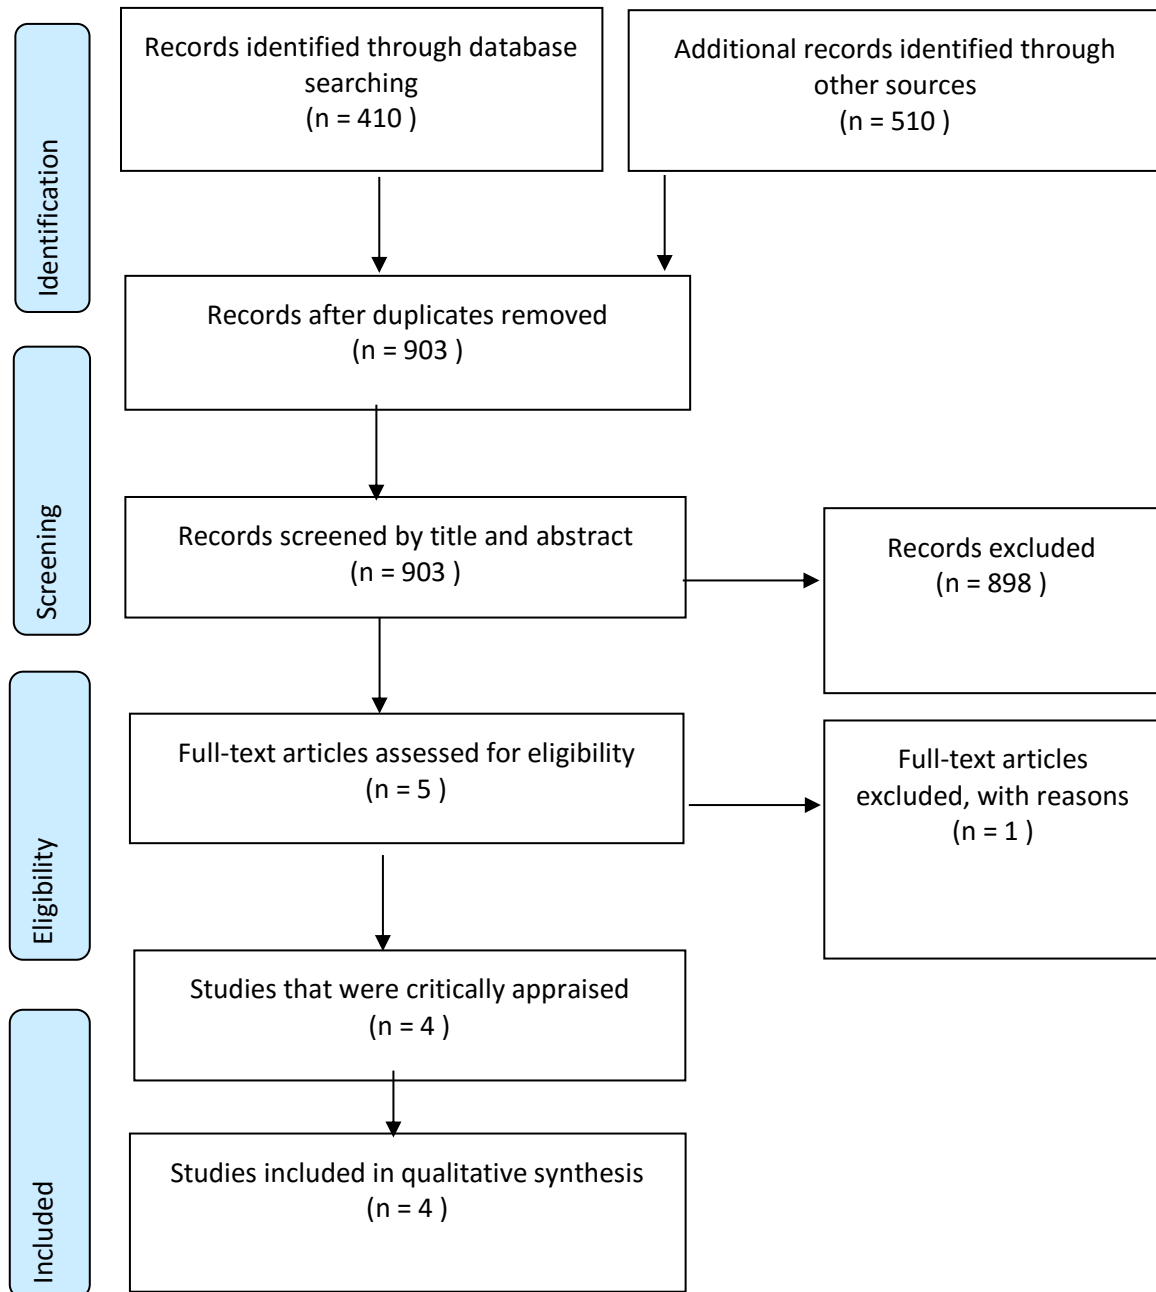 Identification
Records identified through database
searching
(n = 410 )
Additional records identified through
other sources
(n = 510 )
Records after duplicates removed
(n = 903 )
Screening
Records screened by title and abstract
(n = 903 )
Records excluded
(n = 898 )
Eligibility
Full-text articles assessed for eligibility
(n = 5 )
Full-text articles
excluded, with reasons
(n = 1 )
Studies that were critically appraised
(n = 4 )
Included
Studies included in qualitative synthesis
(n = 4 )